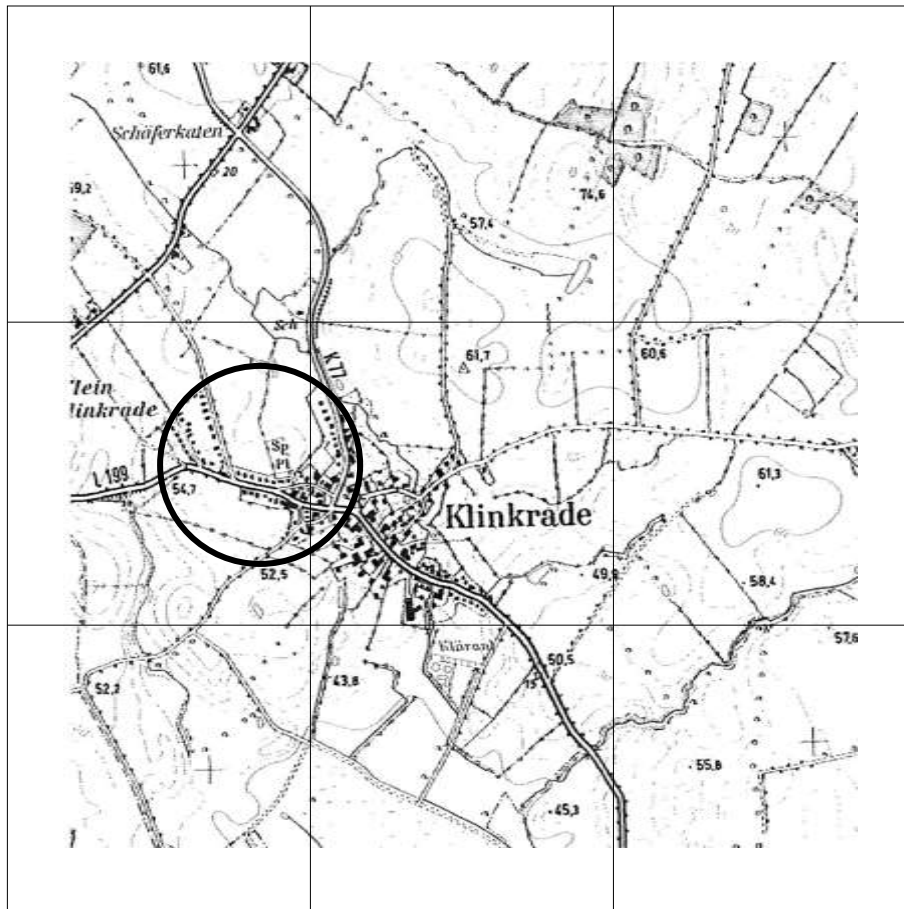 61,6
Schäferkaten
20
59,2
57,4
74,6
Sch
K 77
61,7
60,6
Klein
Klinkrade
Sp
Pl
L 199
54,7
61,3
Klinkrade
52,5
49,9
58,4
57,6
Kläranl
50,5
52,2
43,8
15
55,8
45,3